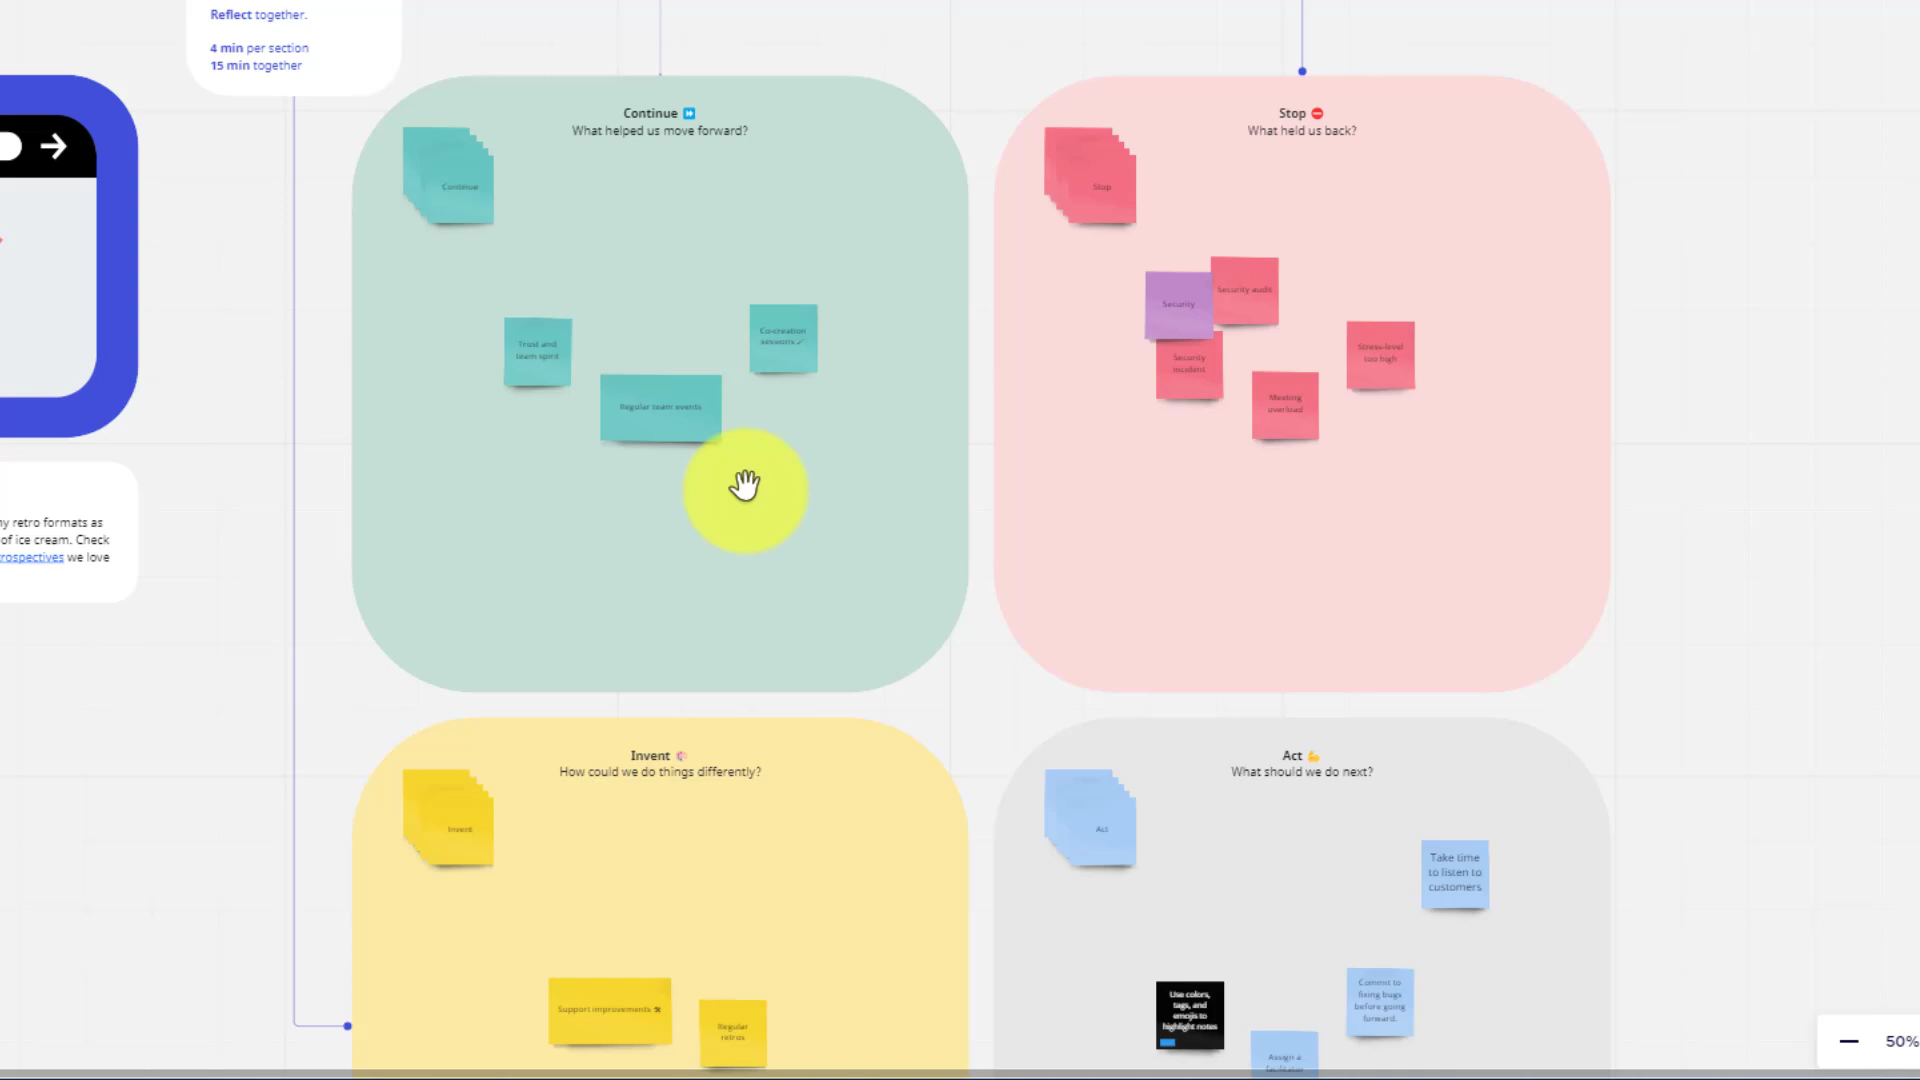 Reflect together.
4 min per section
15 min together
ny retro formats as
of ice cream. Check
rospectives we love
Continue ⏩
What helped us move forward?
Continue
Trust and
team spirit
Regular team events
Co-creation
sessions 🖌
Stop ⛔
What held us back?
Stop
Security
Security audit
Security
incident
Meeting
overload
Stress-level
too high
Invent 🧠
How could we do things differently?
Invent
Support improvements 🛠
Regular
retros
Act 💪
What should we do next?
Act
Take time
to listen to
customers
Use colors,
tags, and
emojis to
highlight notes
Commit to
fixing bugs
before going
forward.
Assign a
facilitator
50%